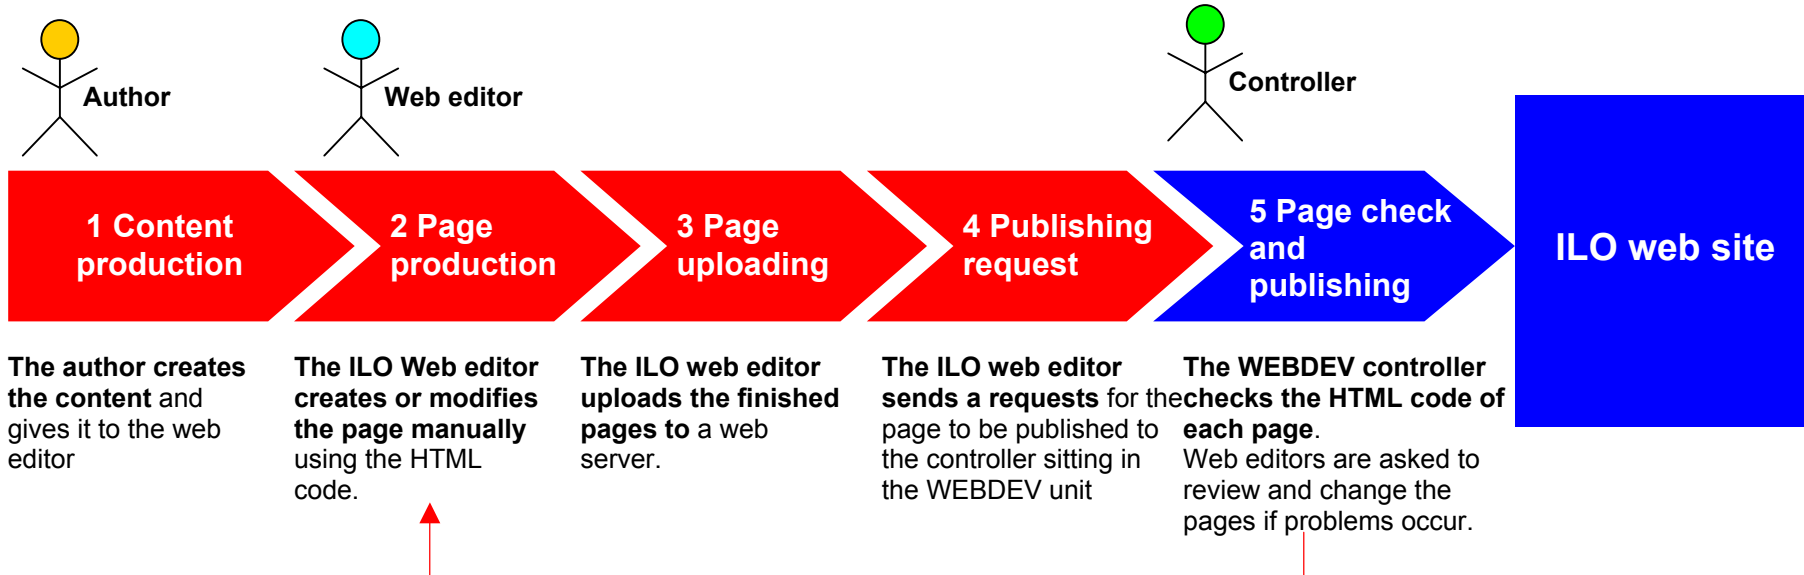 Author
Web editor
Controller
1 Content
production
2 Page
production
3 Page
uploading
4 Publishing
request
5 Page check
and
publishing
ILO web site
The author creates
the content and
gives it to the web
editor
The ILO Web editor
creates or modifies
the page manually
using the HTML
code.
The ILO web editor
uploads the finished
pages to a web
server.
The ILO web editor
sends a requests for the
page to be published to
the controller sitting in
the WEBDEV unit
The WEBDEV controller
checks the HTML code of
each page.
Web editors are asked to
review and change the
pages if problems occur.